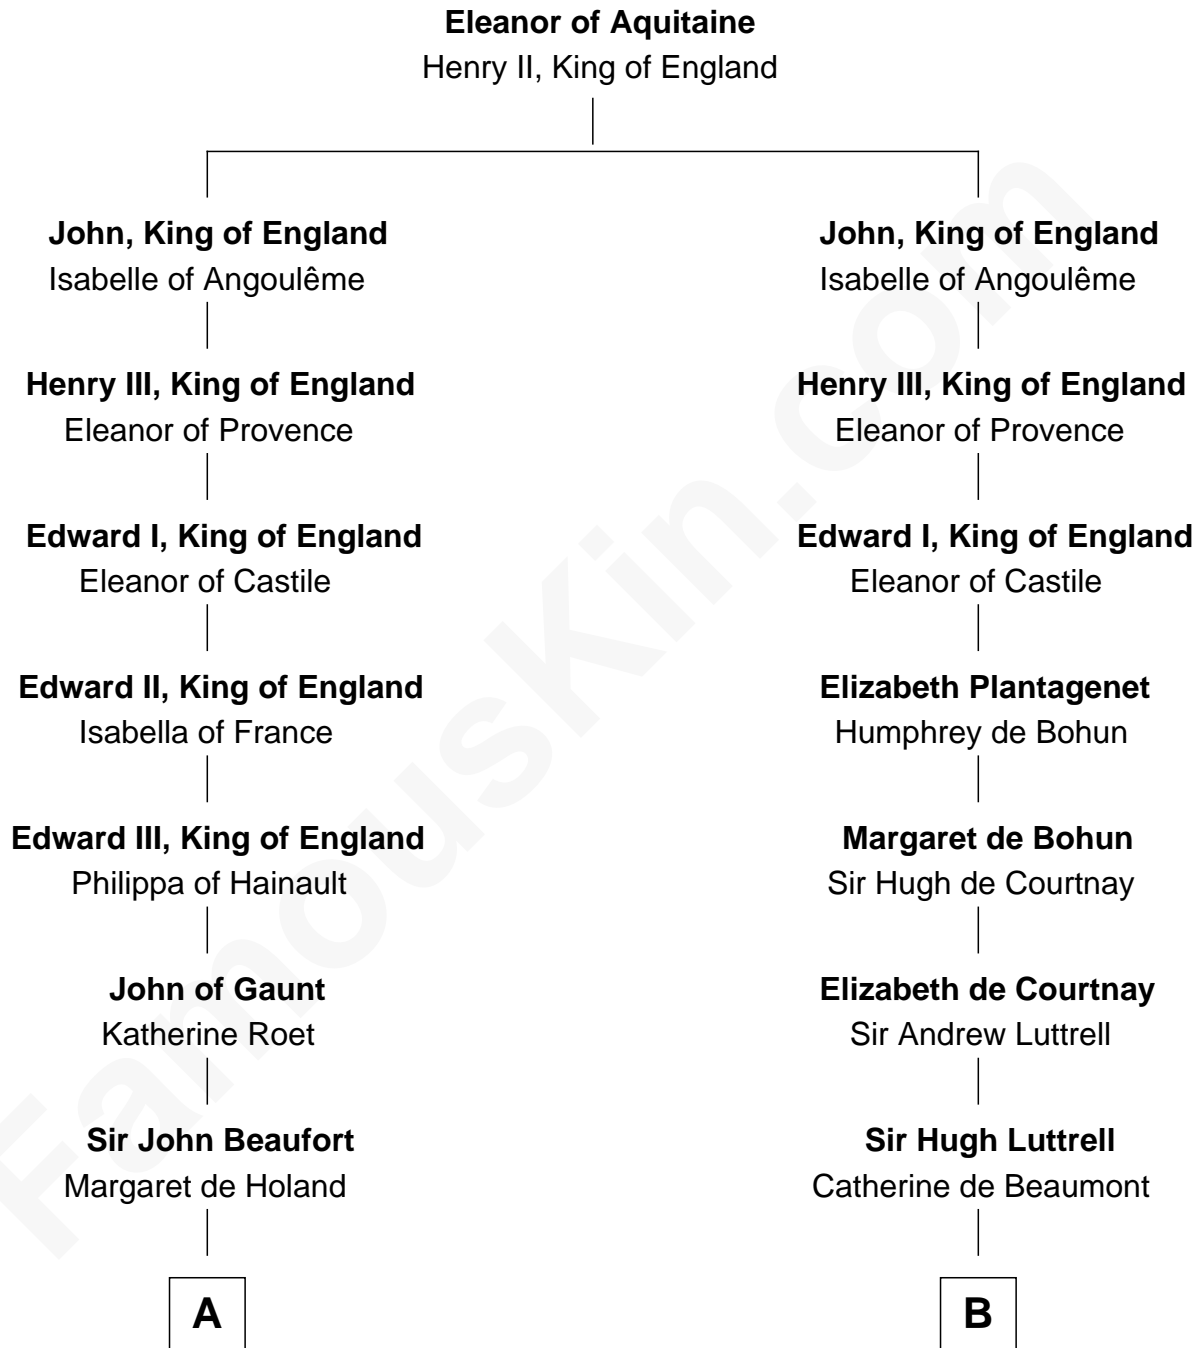 Eleanor of Aquitaine
Henry II, King of England
John, King of England
Isabelle of Angoulême
John, King of England
Isabelle of Angoulême
Henry III, King of England
Eleanor of Provence
Henry III, King of England
Eleanor of Provence
Edward I, King of England
Eleanor of Castile
Edward I, King of England
Eleanor of Castile
Edward II, King of England
Isabella of France
Elizabeth Plantagenet
Humphrey de Bohun
Edward III, King of England
Philippa of Hainault
Margaret de Bohun
Sir Hugh de Courtnay
John of Gaunt
Katherine Roet
Elizabeth de Courtnay
Sir Andrew Luttrell
Sir John Beaufort
Margaret de Holand
Sir Hugh Luttrell
Catherine de Beaumont
A
B
FamousKin.com